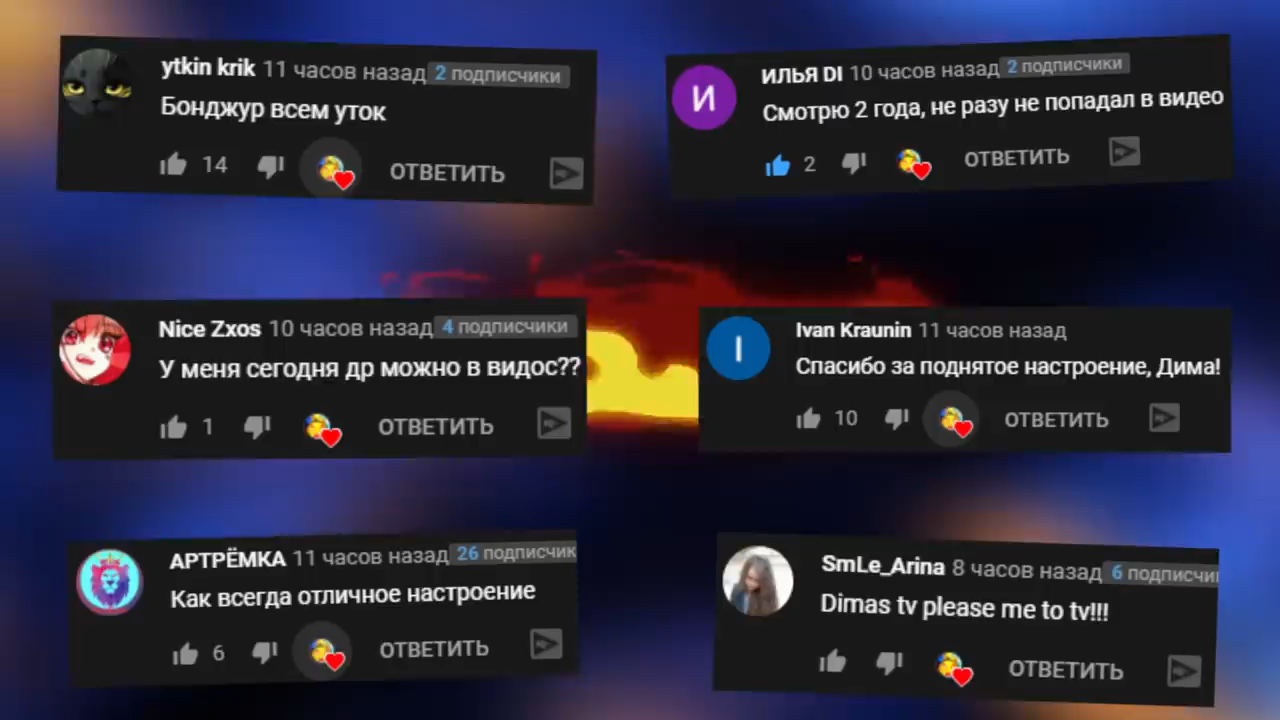 ytkin krik 11 часов назад 2 подписчики
Бонджур всем уток
14 ОТВЕТИТЬ
ИЛЬЯ DI 10 часов назад 2 подписчики
Смотрю 2 года, не разу не попадал в видео
2 ОТВЕТИТЬ
Nice Zxos 10 часов назад 4 подписчики
У меня сегодня др можно в видос??
1 ОТВЕТИТЬ
Ivan Kraunin 11 часов назад
Спасибо за поднятое настроение, Дима!
10 ОТВЕТИТЬ
АРТРЁМКА 11 часов назад 26 подписчик
Как всегда отличное настроение
6 ОТВЕТИТЬ
SmLe_Arina 8 часов назад 6 подписчи
Dimas tv please me to tv!!!
ОТВЕТИТЬ
И
I